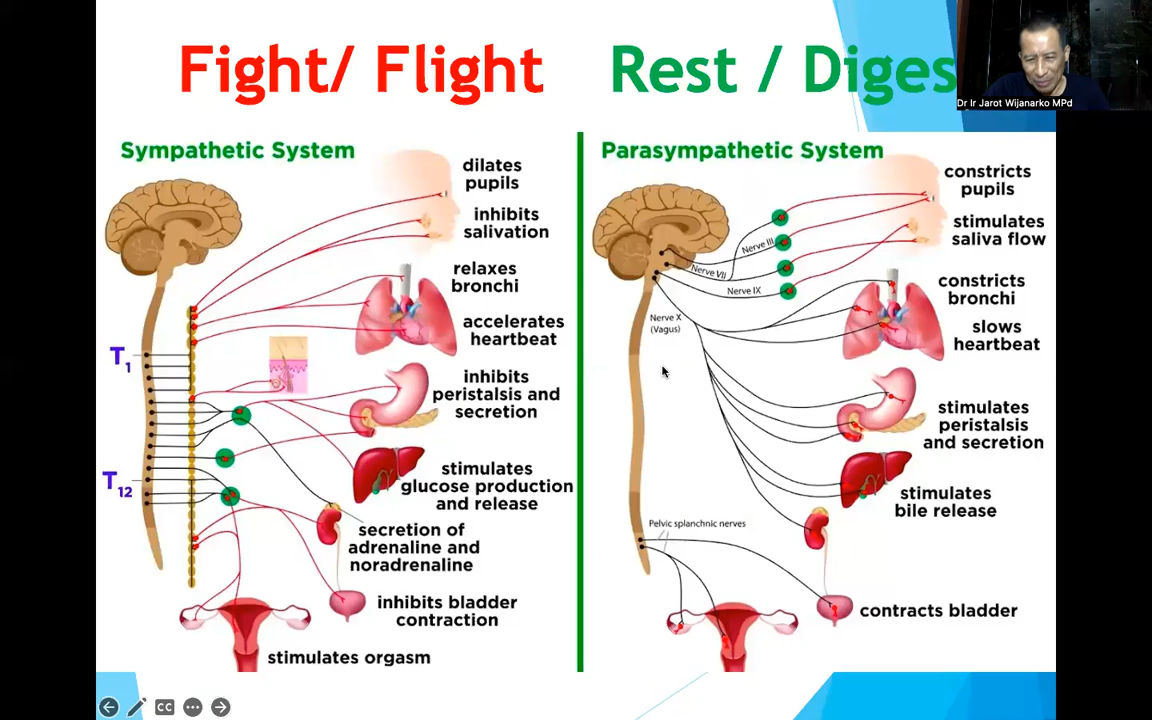 Fight/ Flight
Rest / Diges
Dr Ir Jarot Wijanarko MPd
Sympathetic System
dilates
pupils
inhibits
salivation
relaxes
bronchi
accelerates
heartbeat
T1
inhibits
peristalsis and
secretion
T12
stimulates
glucose production
and release
secretion of
adrenaline and
noradrenaline
inhibits bladder
contraction
stimulates orgasm
Parasympathetic System
constricts
pupils
stimulates
saliva flow
Nerve III
Nerve VII
Nerve IX
Nerve X
(Vagus)
constricts
bronchi
slows
heartbeat
stimulates
peristalsis
and secretion
stimulates
bile release
Pelvic splanchnic nerves
contracts bladder
CC